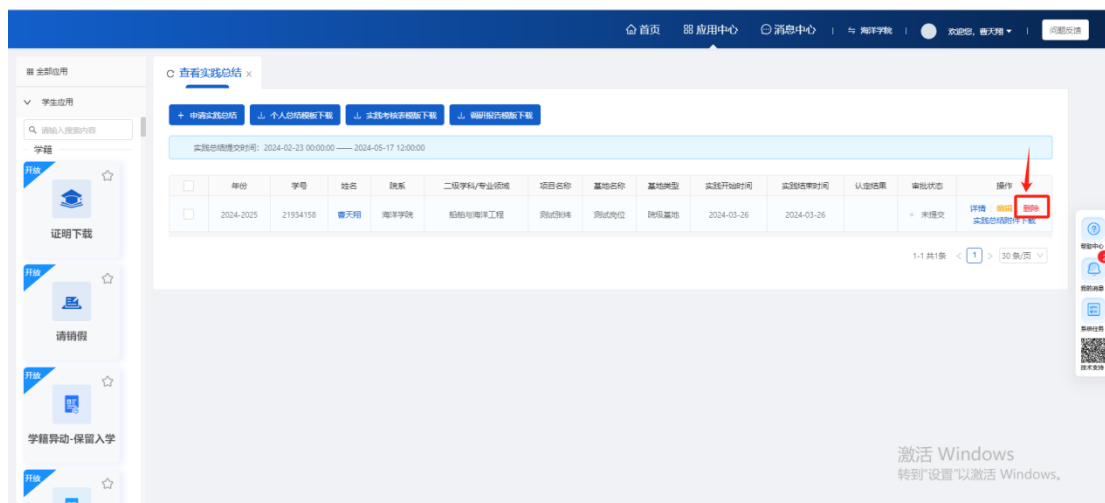 首页 应用中心 消息中心 海洋学院 欢迎您，曹天翔 问题反馈
全部应用
查看实践总结
学生应用
申请实践总结 个人总结模板下载 实践考核表模版下载 调研报告模板下载
请输入搜索内容
实践总结提交时间：2024-02-23 00:00:00 —— 2024-05-17 12:00:00
学籍
开放
年份 学号 姓名 院系 二级学科/专业领域 项目名称 基地名称 基地类型 实践开始时间 实践结束时间 认定结果 审批状态 操作
2024-2025 21934158 曹天翔 海洋学院 船舶与海洋工程 测试岗位 院级基地 2024-03-26 2024-03-26 未提交 详情 编辑 删除
实践总结附件下载
证明下载
帮助中心
1-1 共1条 < 1 > 30 条/页
开放
我的消息
请销假
系统任务
技术支持
开放
学籍异动-保留入学
激活 Windows
转到"设置"以激活 Windows。
开放